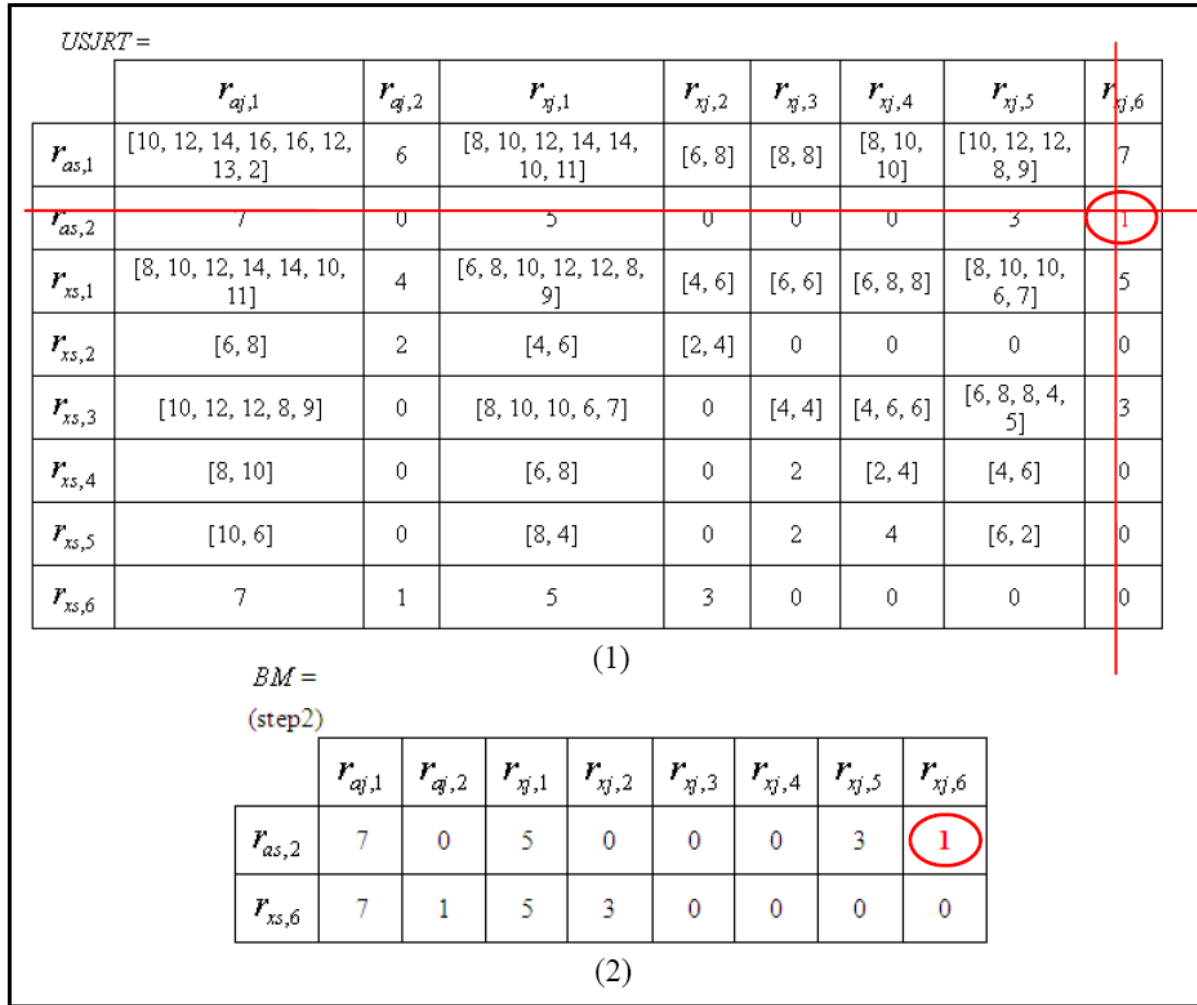 USJRT =
r_aj,1 r_aj,2 r_xj,1 r_xj,2 r_xj,3 r_xj,4 r_xj,5 r_xj,6
r_as,1 [10, 12, 14, 16, 16, 12, 13, 2] 6 [8, 10, 12, 14, 14, 10, 11] [6, 8] [8, 8] [8, 10, 10] [10, 12, 12, 8, 9] 7
r_as,2 7 0 5 0 0 0 3 1
r_xs,1 [8, 10, 12, 14, 14, 10, 11] 4 [6, 8, 10, 12, 12, 8, 9] [4, 6] [6, 6] [6, 8, 8] [8, 10, 10, 6, 7] 5
r_xs,2 [6, 8] 2 [4, 6] [2, 4] 0 0 0 0
r_xs,3 [10, 12, 12, 8, 9] 0 [8, 10, 10, 6, 7] 0 [4, 4] [4, 6, 6] [6, 8, 8, 4, 5] 3
r_xs,4 [8, 10] 0 [6, 8] 0 2 [2, 4] [4, 6] 0
r_xs,5 [10, 6] 0 [8, 4] 0 2 4 [6, 2] 0
r_xs,6 7 1 5 3 0 0 0 0
(1)
BM =
(step2)
r_aj,1 r_aj,2 r_xj,1 r_xj,2 r_xj,3 r_xj,4 r_xj,5 r_xj,6
r_as,2 7 0 5 0 0 0 3 1
r_xs,6 7 1 5 3 0 0 0 0
(2)